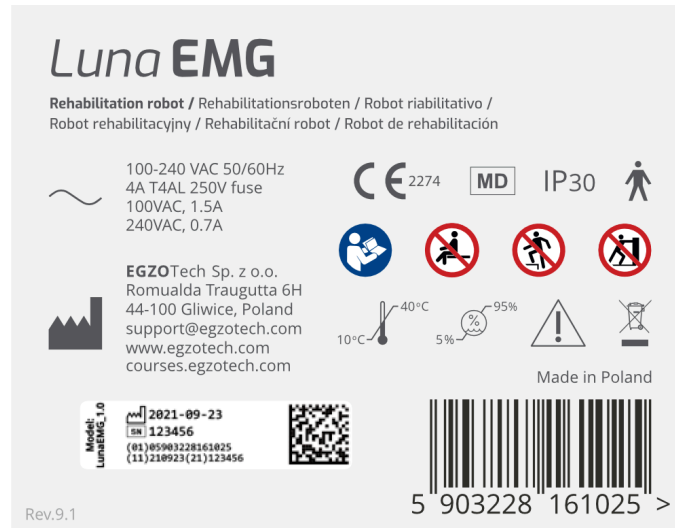 Luna EMG
Rehabilitation robot / Rehabilitationsroboten / Robot riabilitativo /
Robot rehabilitacyjny / Rehabilitační robot / Robot de rehabilitación
100-240 VAC 50/60Hz
4A T4AL 250V fuse
100VAC, 1.5A
240VAC, 0.7A
CE 2274
MD
IP30
EGZOTech Sp. z o.o.
Romualda Traugutta 6H
44-100 Gliwice, Poland
support@egzotech.com
www.egzotech.com
courses.egzotech.com
10°C
40°C
5%
%
95%
Made in Poland
Model:
LunaEMG_1.0
2021-09-23
SN 123456
(01)05903228161025
(11)210923(21)123456
5 903228 161025 >
Rev.9.1